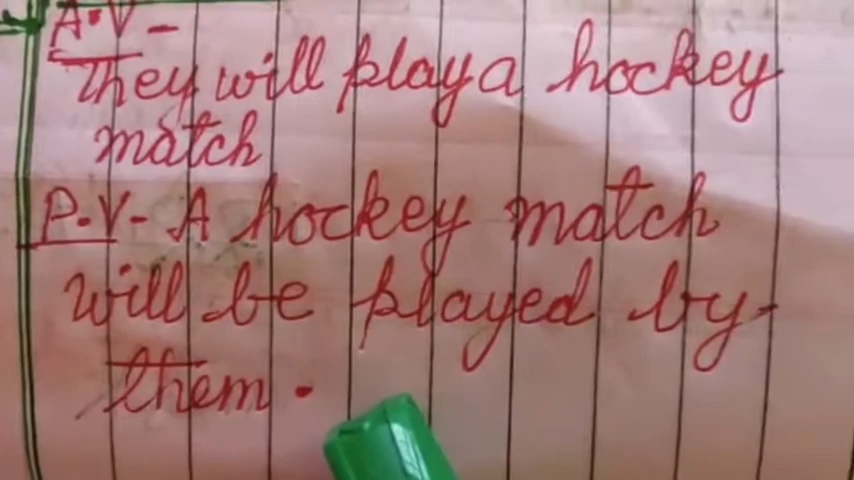 A.V -
They will play a hockey
match
P.V - A hockey match
will be played by
them.